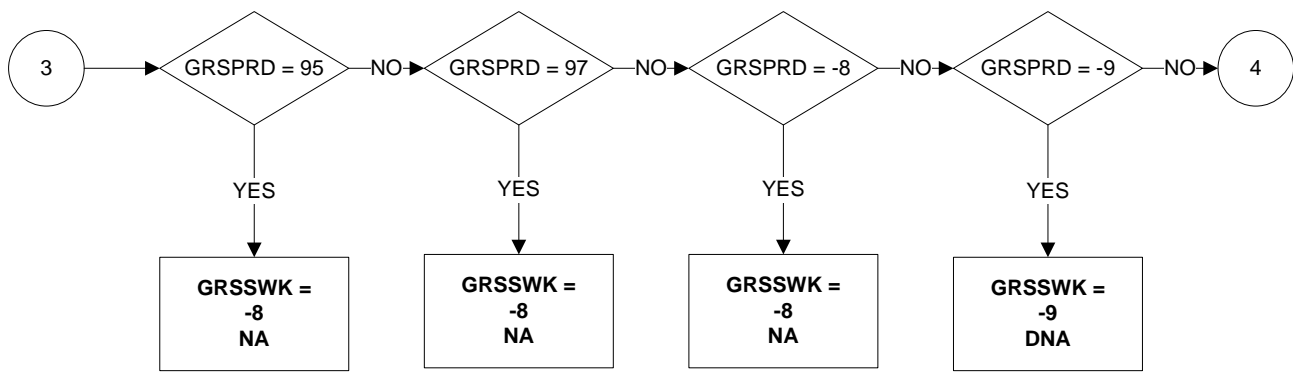 3
GRSPRD = 95
NO
GRSPRD = 97
NO
GRSPRD = -8
NO
GRSPRD = -9
NO
4
YES
YES
YES
YES
GRSSWK =
-8
NA
GRSSWK =
-8
NA
GRSSWK =
-8
NA
GRSSWK =
-9
DNA